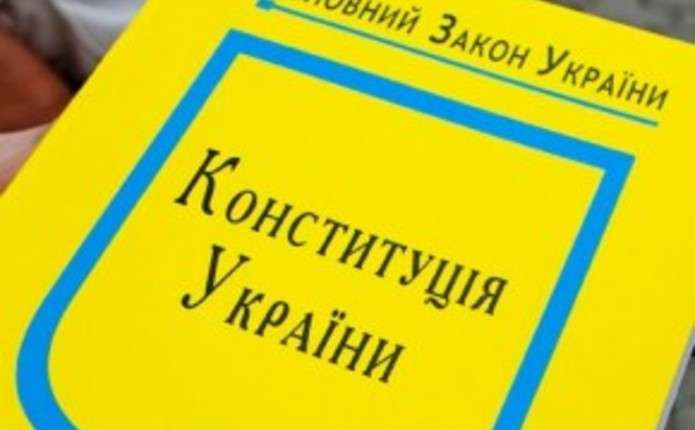 Закон України
Конституція
України